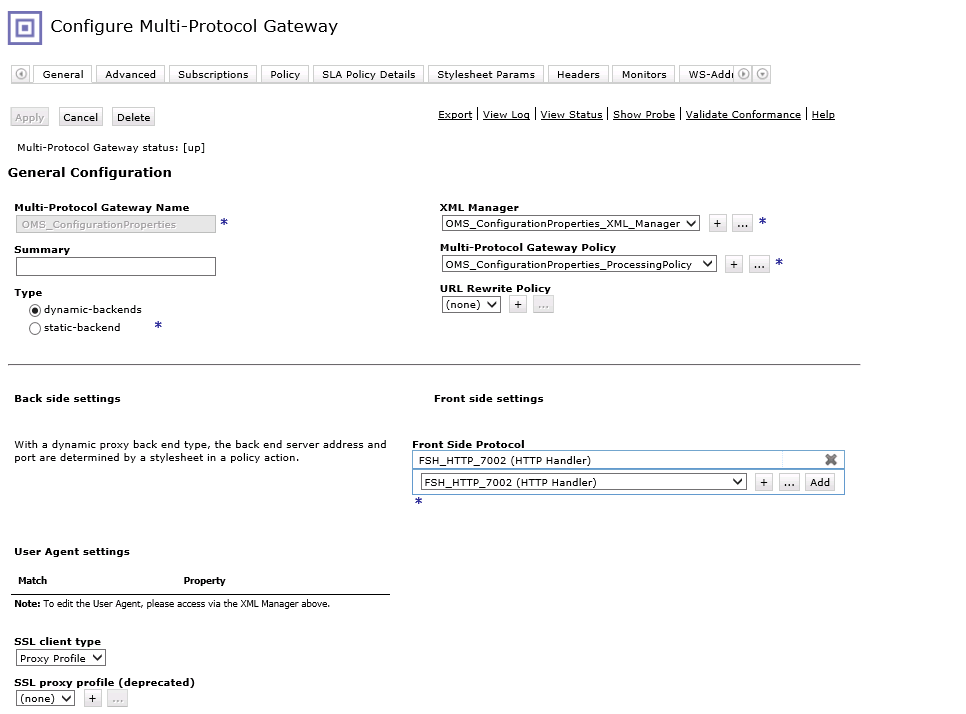 Configure Multi-Protocol Gateway
General
Advanced
Subscriptions
Policy
SLA Policy Details
Stylesheet Params
Headers
Monitors
WS-Addr
Apply
Cancel
Delete
Export | View Log | View Status | Show Probe | Validate Conformance | Help
Multi-Protocol Gateway status: [up]
General Configuration
Multi-Protocol Gateway Name
OMS_ConfigurationProperties *
Summary
Type
dynamic-backends
static-backend *
XML Manager
OMS_ConfigurationProperties_XML_Manager + ... *
Multi-Protocol Gateway Policy
OMS_ConfigurationProperties_ProcessingPolicy + ... *
URL Rewrite Policy
(none) + ...
Back side settings
With a dynamic proxy back end type, the back end server address and
port are determined by a stylesheet in a policy action.
Front side settings
Front Side Protocol
FSH_HTTP_7002 (HTTP Handler)
FSH_HTTP_7002 (HTTP Handler) + ... Add
*
User Agent settings
Match Property
Note: To edit the User Agent, please access via the XML Manager above.
SSL client type
Proxy Profile
SSL proxy profile (deprecated)
(none) + ...